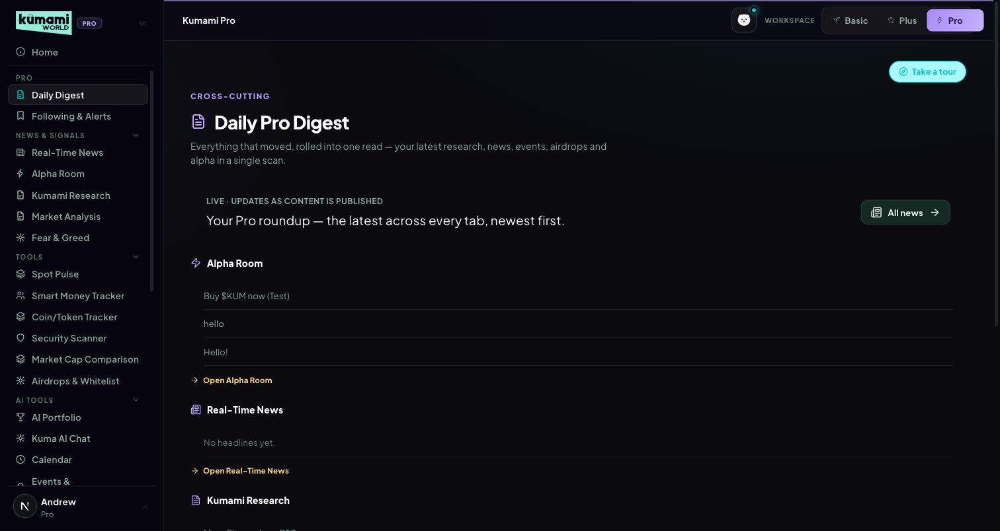 kumami
WORLD
PRO
Home
PRO
Daily Digest
Following & Alerts
NEWS & SIGNALS
Real-Time News
Alpha Room
Kumami Research
Market Analysis
Fear & Greed
TOOLS
Spot Pulse
Smart Money Tracker
Coin/Token Tracker
Security Scanner
Market Cap Comparison
Airdrops & Whitelist
AI TOOLS
AI Portfolio
Kuma AI Chat
Calendar
Events &
N
Andrew
Pro
Kumami Pro
WORKSPACE
Basic
Plus
Pro
Take a tour
CROSS-CUTTING
Daily Pro Digest
Everything that moved, rolled into one read — your latest research, news, events, airdrops and
alpha in a single scan.
LIVE · UPDATES AS CONTENT IS PUBLISHED
Your Pro roundup — the latest across every tab, newest first.
All news
Alpha Room
Buy $KUM now (Test)
hello
Hello!
Open Alpha Room
Real-Time News
No headlines yet.
Open Real-Time News
Kumami Research